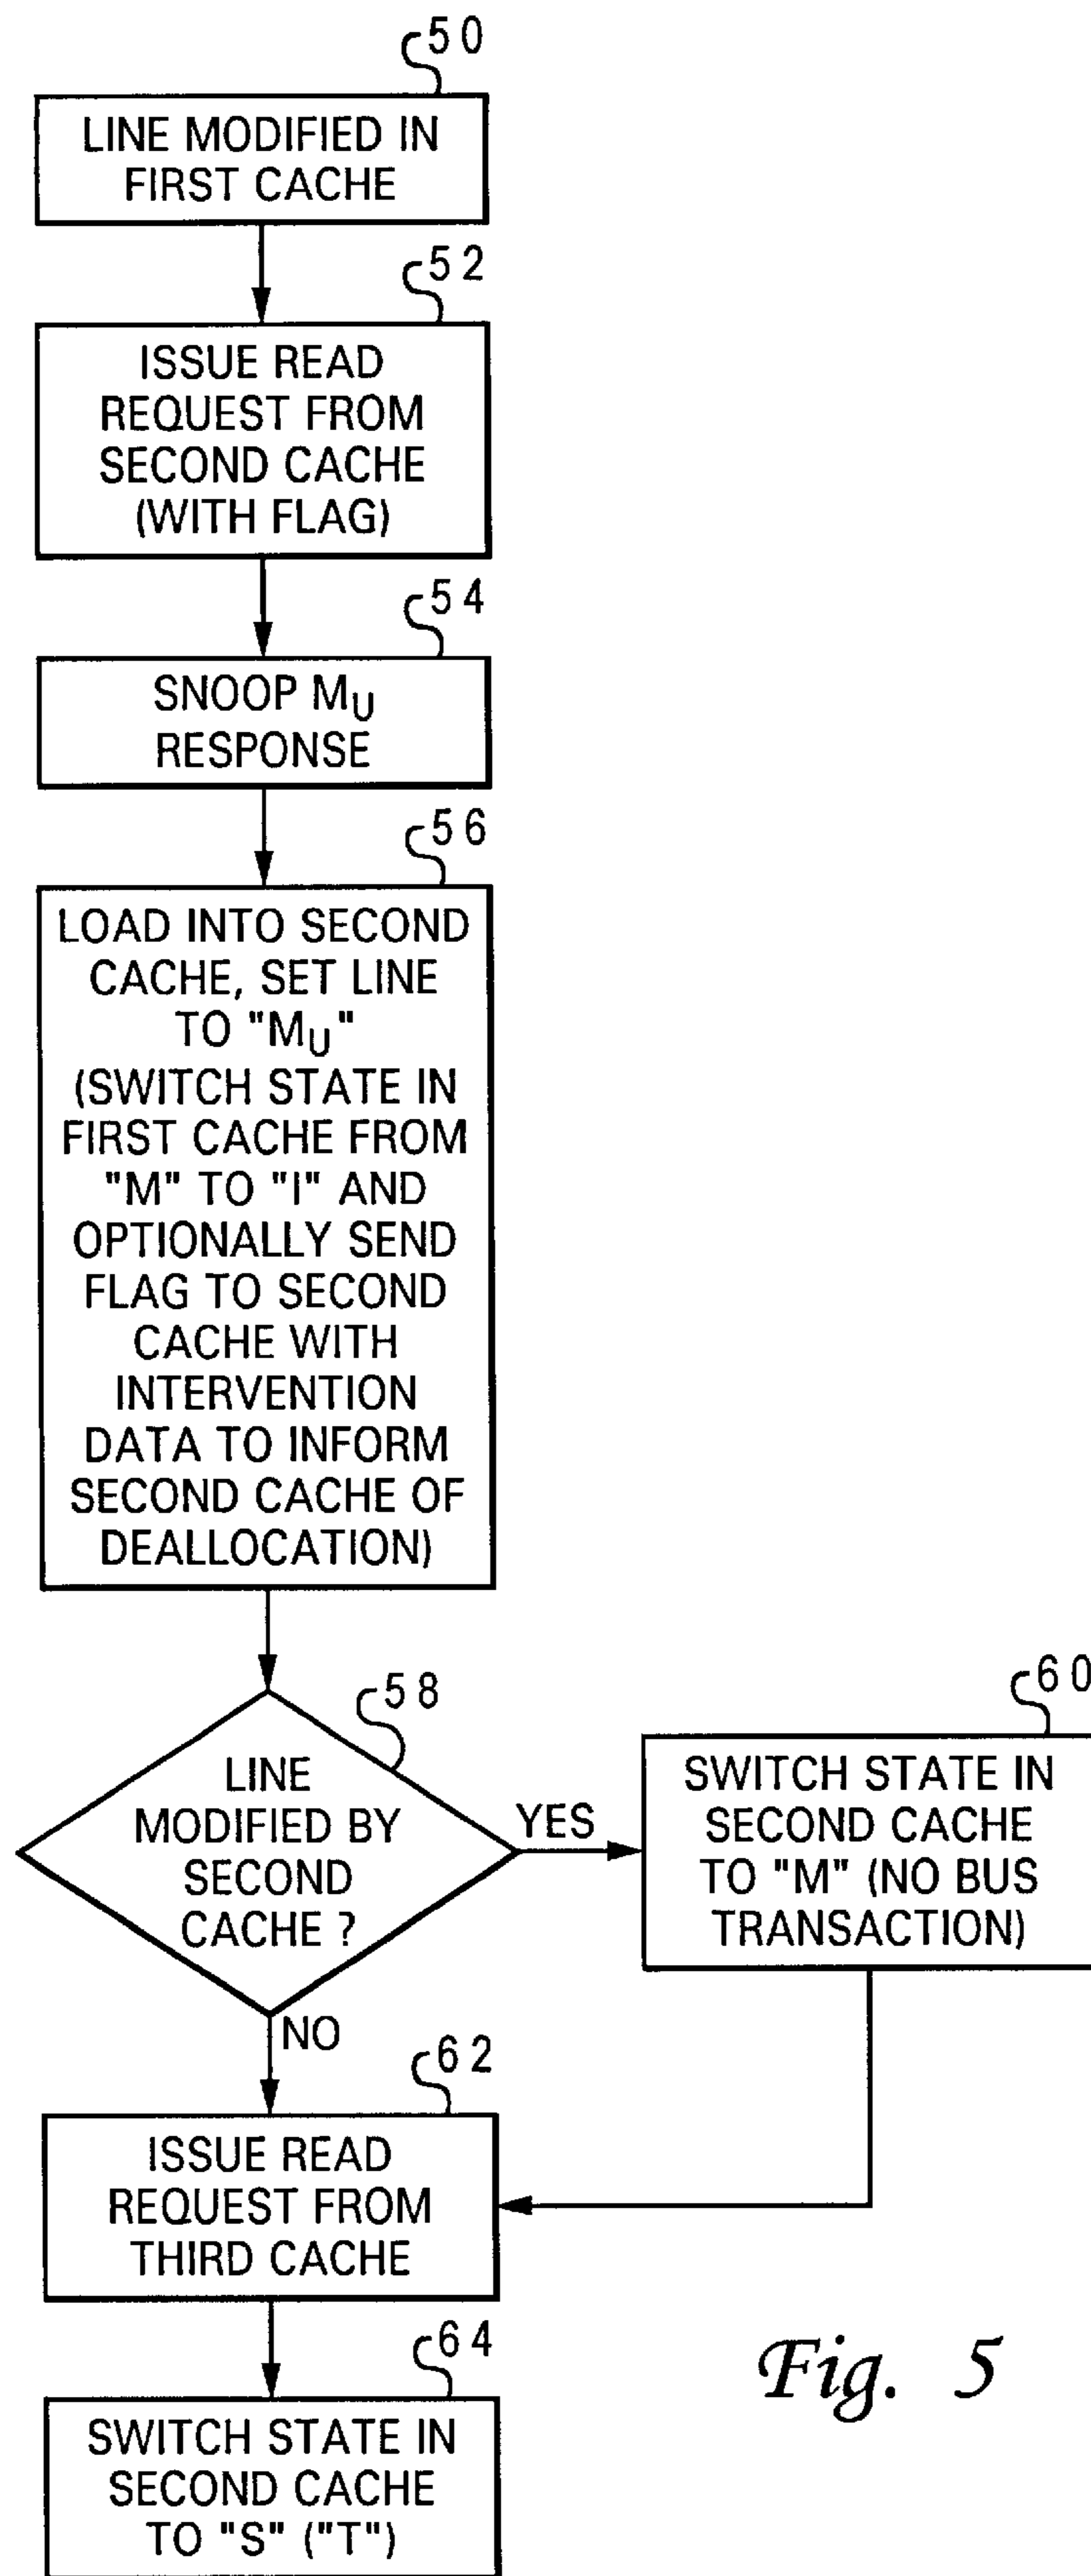 50
LINE MODIFIED IN
FIRST CACHE
52
ISSUE READ
REQUEST FROM
SECOND CACHE
(WITH FLAG)
54
SNOOP MU
RESPONSE
56
LOAD INTO SECOND
CACHE, SET LINE
TO "MU"
(SWITCH STATE IN
FIRST CACHE FROM
"M" TO "I" AND
OPTIONALLY SEND
FLAG TO SECOND
CACHE WITH
INTERVENTION
DATA TO INFORM
SECOND CACHE OF
DEALLOCATION)
58
LINE
MODIFIED BY
SECOND
CACHE ?
YES
60
SWITCH STATE IN
SECOND CACHE
TO "M" (NO BUS
TRANSACTION)
NO
62
ISSUE READ
REQUEST FROM
THIRD CACHE
64
SWITCH STATE IN
SECOND CACHE
TO "S" ("T")
Fig. 5